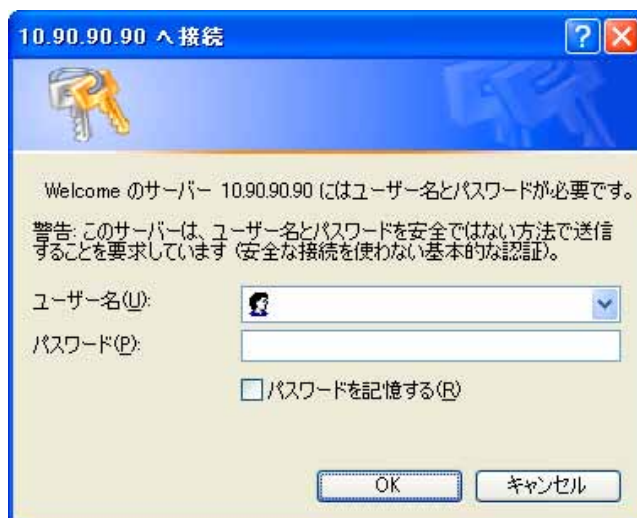 10.90.90.90 へ接続
Welcome のサーバー 10.90.90.90 にはユーザー名とパスワードが必要です。
警告: このサーバーは、ユーザー名とパスワードを安全ではない方法で送信
することを要求しています (安全な接続を使わない基本的な認証)。
ユーザー名(U):
パスワード(P):
パスワードを記憶する(R)
OK
キャンセル